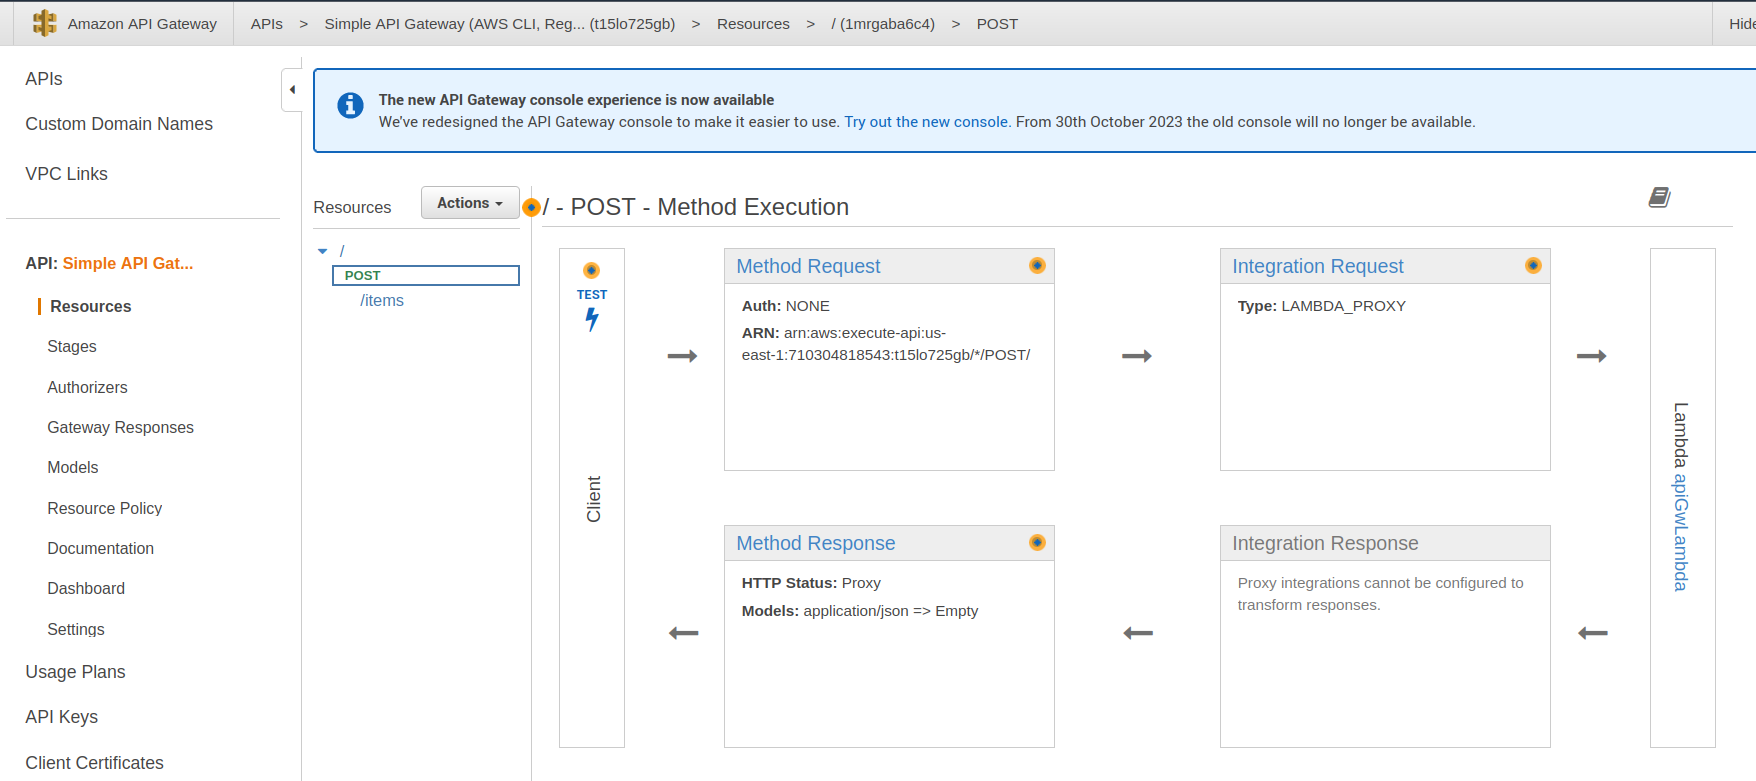 Amazon API Gateway
APIs > Simple API Gateway (AWS CLI, Reg... (t15lo725gb) > Resources > / (1mrgaba6c4) > POST
Hide
APIs
Custom Domain Names
VPC Links
API: Simple API Gat...
Resources
Stages
Authorizers
Gateway Responses
Models
Resource Policy
Documentation
Dashboard
Settings
Usage Plans
API Keys
Client Certificates
The new API Gateway console experience is now available
We've redesigned the API Gateway console to make it easier to use. Try out the new console. From 30th October 2023 the old console will no longer be available.
Resources
Actions
/
POST
/items
/ - POST - Method Execution
TEST
Client
Method Request
Auth: NONE
ARN: arn:aws:execute-api:us-
east-1:710304818543:t15lo725gb/*/POST/
Integration Request
Type: LAMBDA_PROXY
Lambda apiGwLambda
Method Response
HTTP Status: Proxy
Models: application/json => Empty
Integration Response
Proxy integrations cannot be configured to
transform responses.